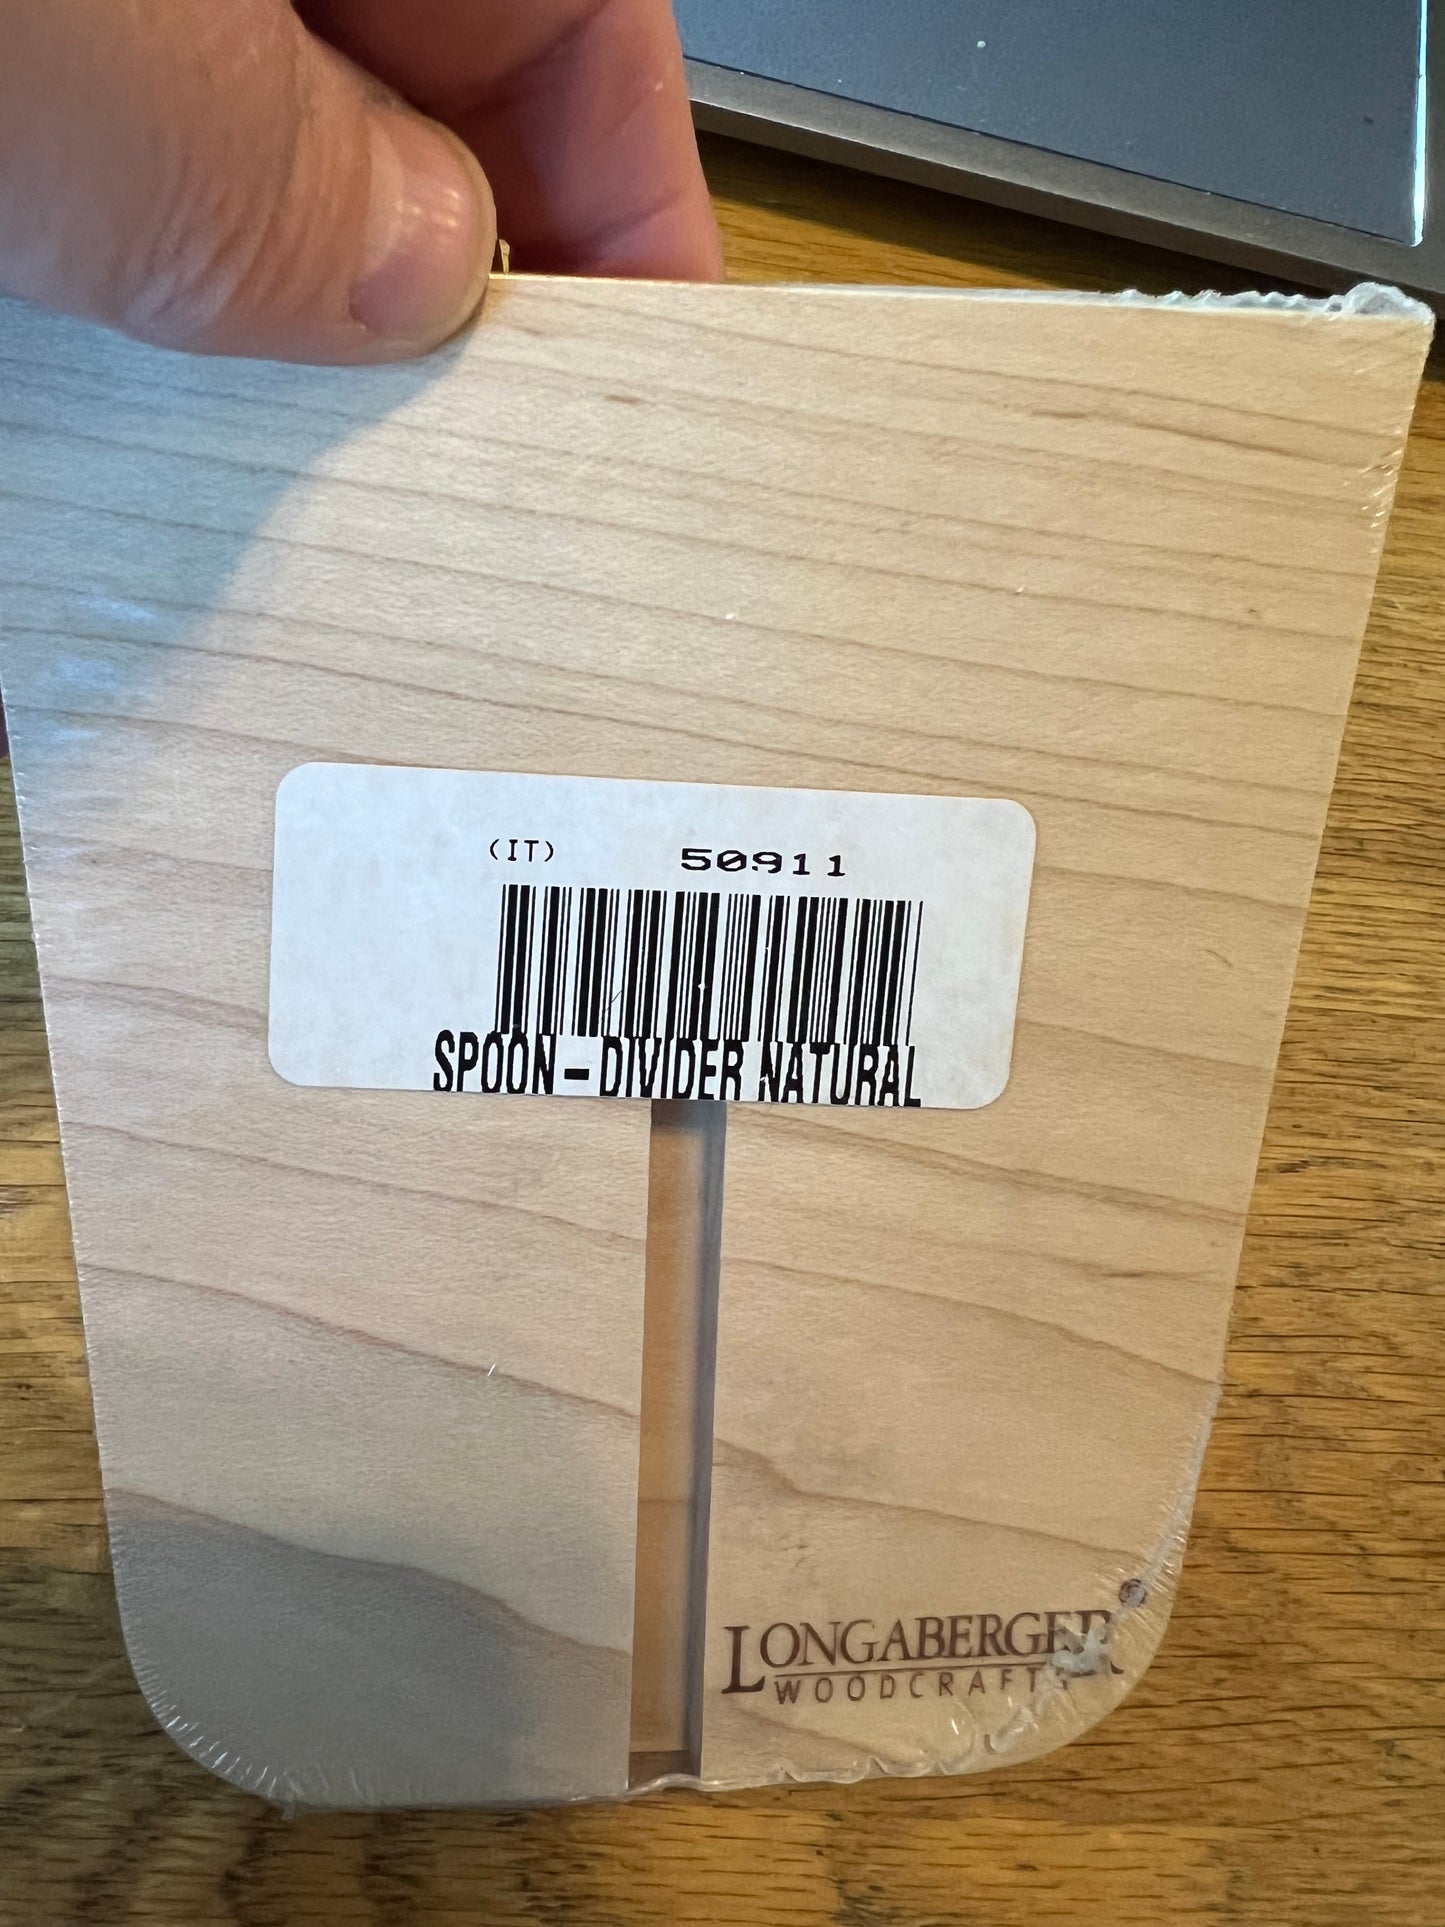 (IT) 50911
SPOON-DIVIDER NATURAL
LONGABERGER®
WOODCRAFTS